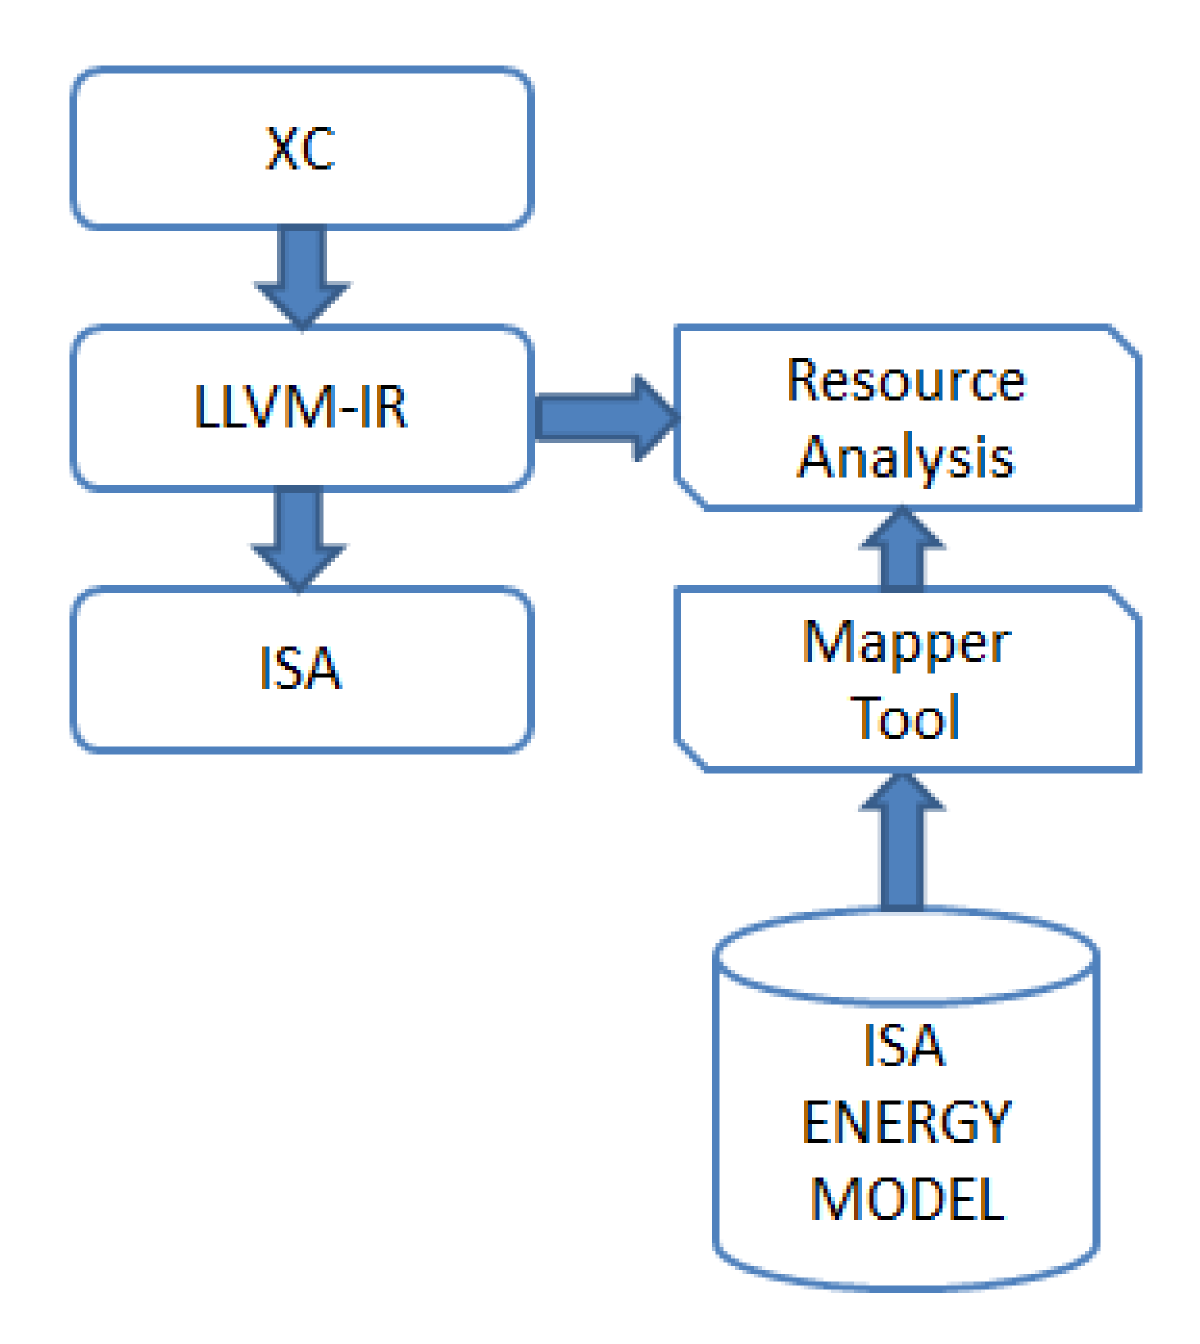 XC
LLVM-IR
Resource
Analysis
ISA
Mapper
Tool
ISA
ENERGY
MODEL